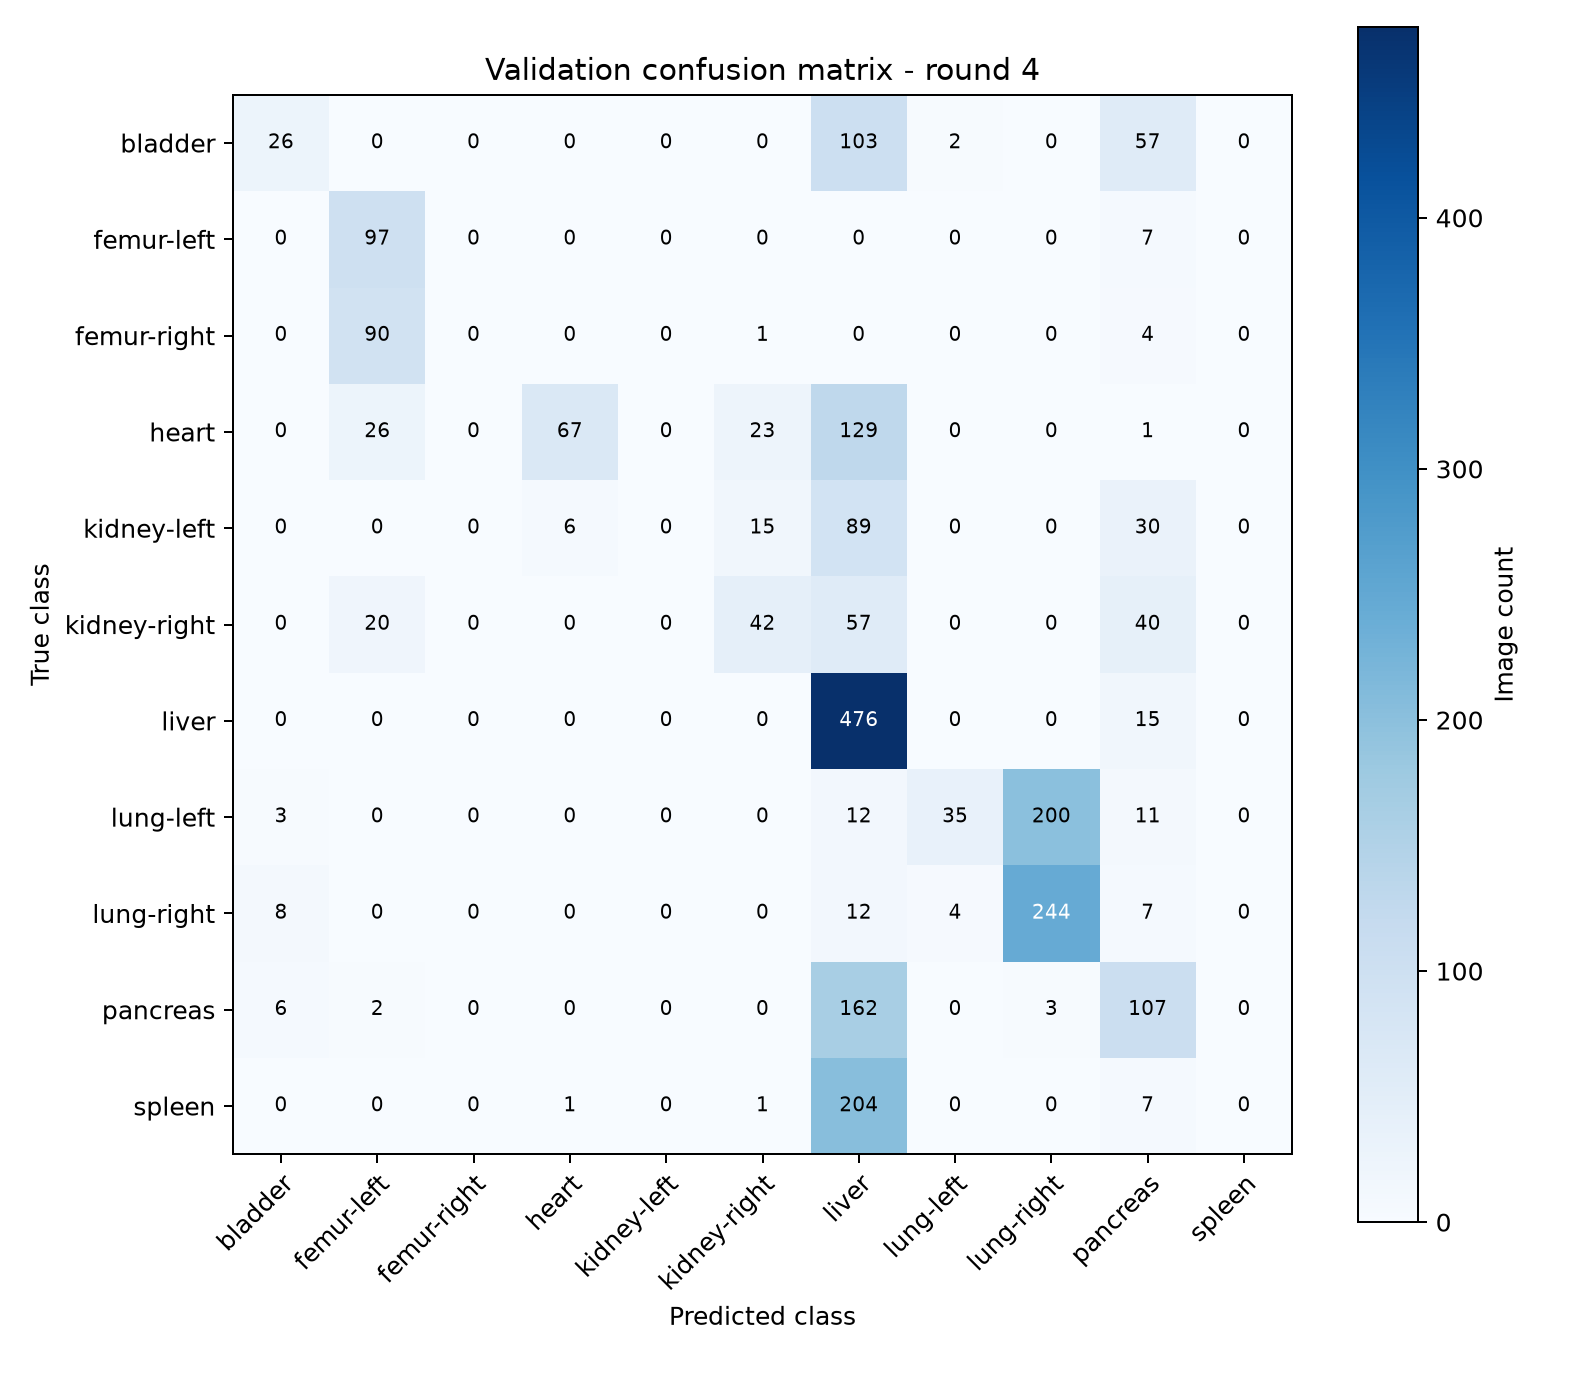 Validation confusion matrix - round 4
bladder 26 0 0 0 0 0 103 2 0 57 0
femur-left 0 97 0 0 0 0 0 0 0 7 0
femur-right 0 90 0 0 0 1 0 0 0 4 0
heart 0 26 0 67 0 23 129 0 0 1 0
kidney-left 0 0 0 6 0 15 89 0 0 30 0
kidney-right 0 20 0 0 0 42 57 0 0 40 0
liver 0 0 0 0 0 0 476 0 0 15 0
lung-left 3 0 0 0 0 0 12 35 200 11 0
lung-right 8 0 0 0 0 0 12 4 244 7 0
pancreas 6 2 0 0 0 0 162 0 3 107 0
spleen 0 0 0 1 0 1 204 0 0 7 0
bladder femur-left femur-right heart kidney-left kidney-right liver lung-left lung-right pancreas spleen
Predicted class
True class
400
300
200
100
0
Image count